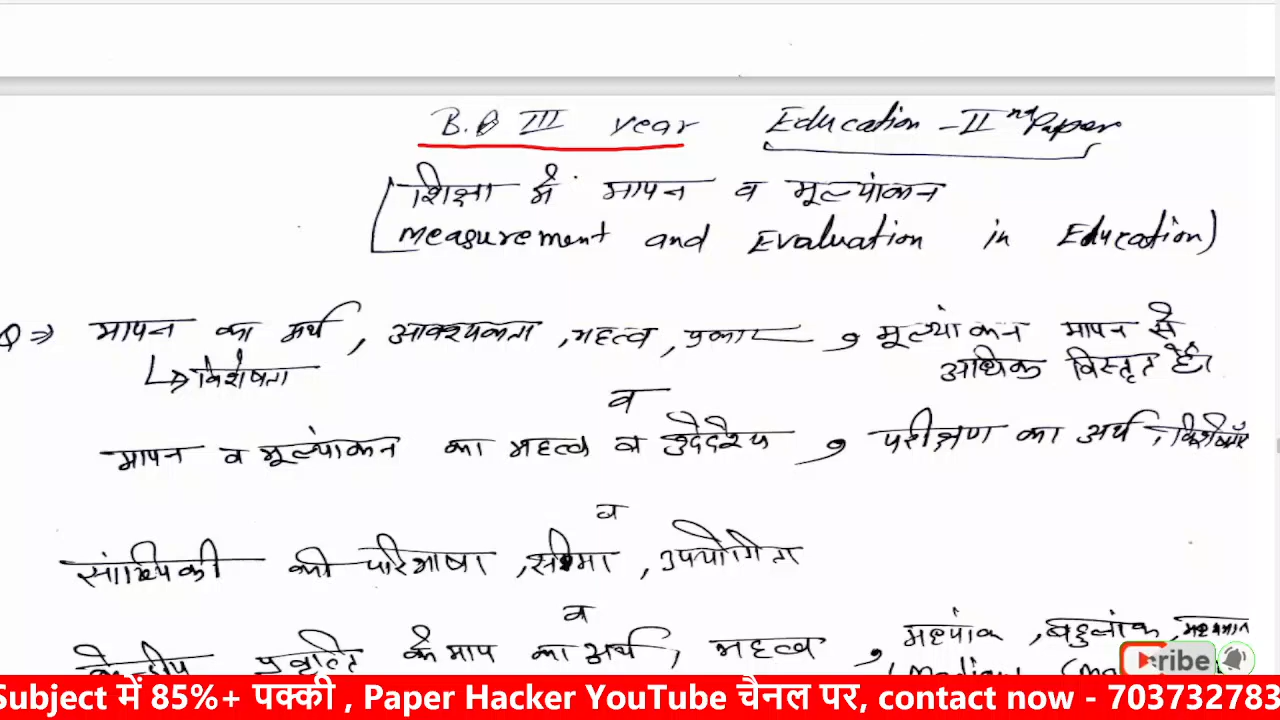 B.A III year Education - II nd Paper
शिक्षा में मापन व मूल्यांकन
Measurement and Evaluation in Education)
Q ⇒ मापन का अर्थ, आवश्यकता, महत्व, प्रकार, मूल्यांकन मापन से
↳ विशेषता अधिक विस्तृत है।
व
मापन व मूल्यांकन का महत्व व उद्देश्य, परीक्षण का अर्थ,
व
सांख्यिकी की परिभाषा, सीमा, उपयोगिता
व
केन्द्रीय प्रवृति के माप का अर्थ, महत्व, मध्यांक, बहुलांक,
(Median
cribe
Subject में 85%+ पक्की , Paper Hacker YouTube चैनल पर, contact now - 703732783